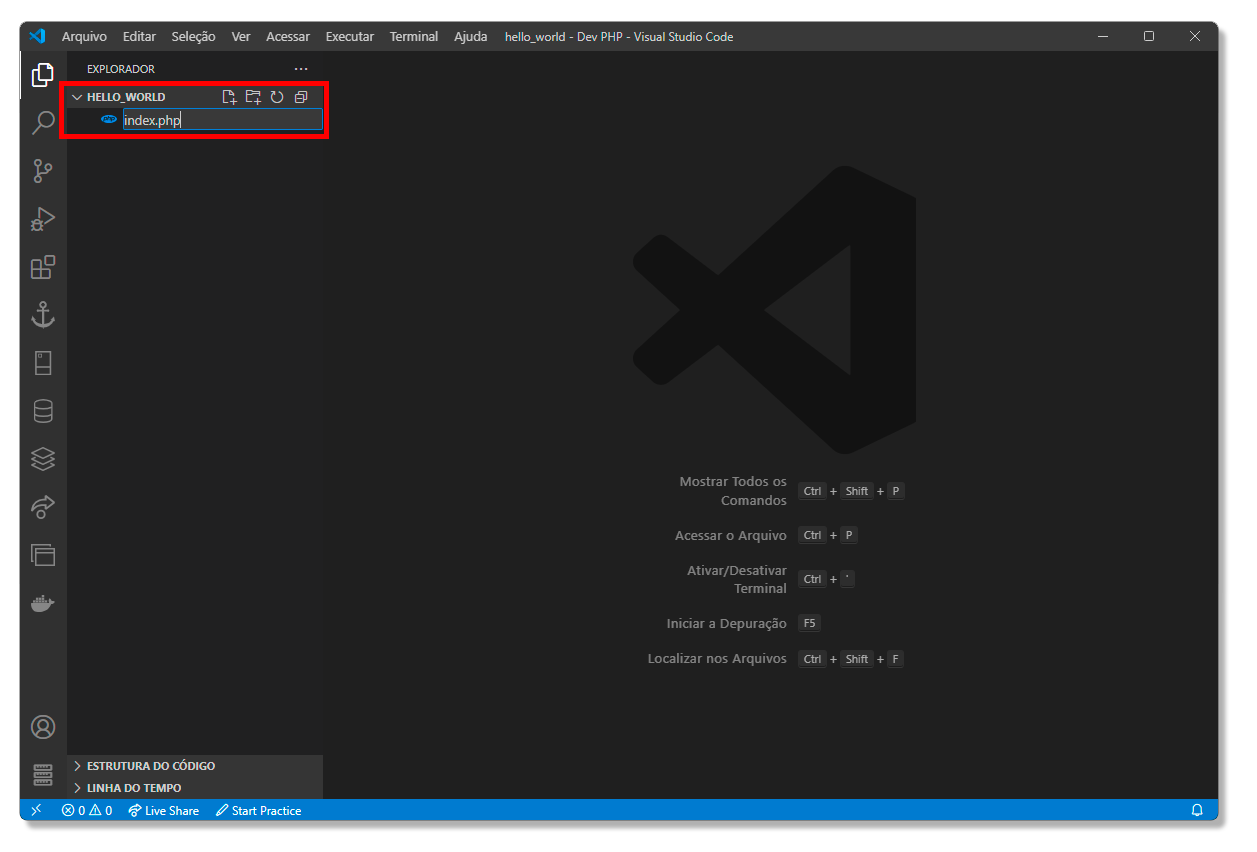 Arquivo Editar Seleção Ver Acessar Executar Terminal Ajuda hello_world - Dev PHP - Visual Studio Code
EXPLORADOR
HELLO_WORLD
php index.php
Mostrar Todos os
Comandos
Ctrl + Shift + P
Acessar o Arquivo Ctrl + P
Ativar/Desativar
Terminal
Ctrl + '
Iniciar a Depuração F5
Localizar nos Arquivos Ctrl + Shift + F
ESTRUTURA DO CÓDIGO
LINHA DO TEMPO
0 0 Live Share Start Practice